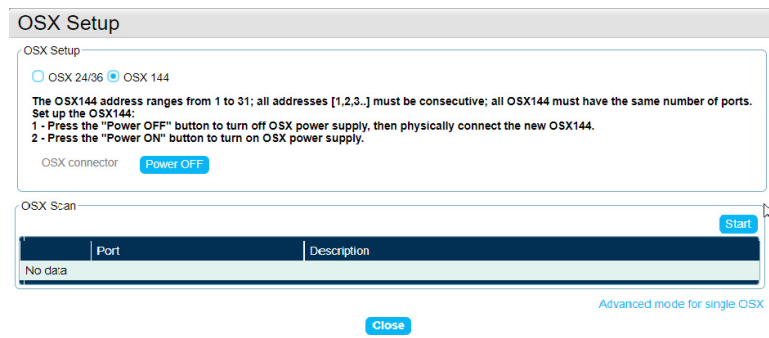 OSX Setup
OSX Setup
OSX 24/36 OSX 144
The OSX144 address ranges from 1 to 31; all addresses [1,2,3..] must be consecutive; all OSX144 must have the same number of ports.
Set up the OSX144:
1 - Press the "Power OFF" button to turn off OSX power supply, then physically connect the new OSX144.
2 - Press the "Power ON" button to turn on OSX power supply.
OSX connector Power OFF
OSX Scan
Start
Port Description
No data
Advanced mode for single OSX
Close